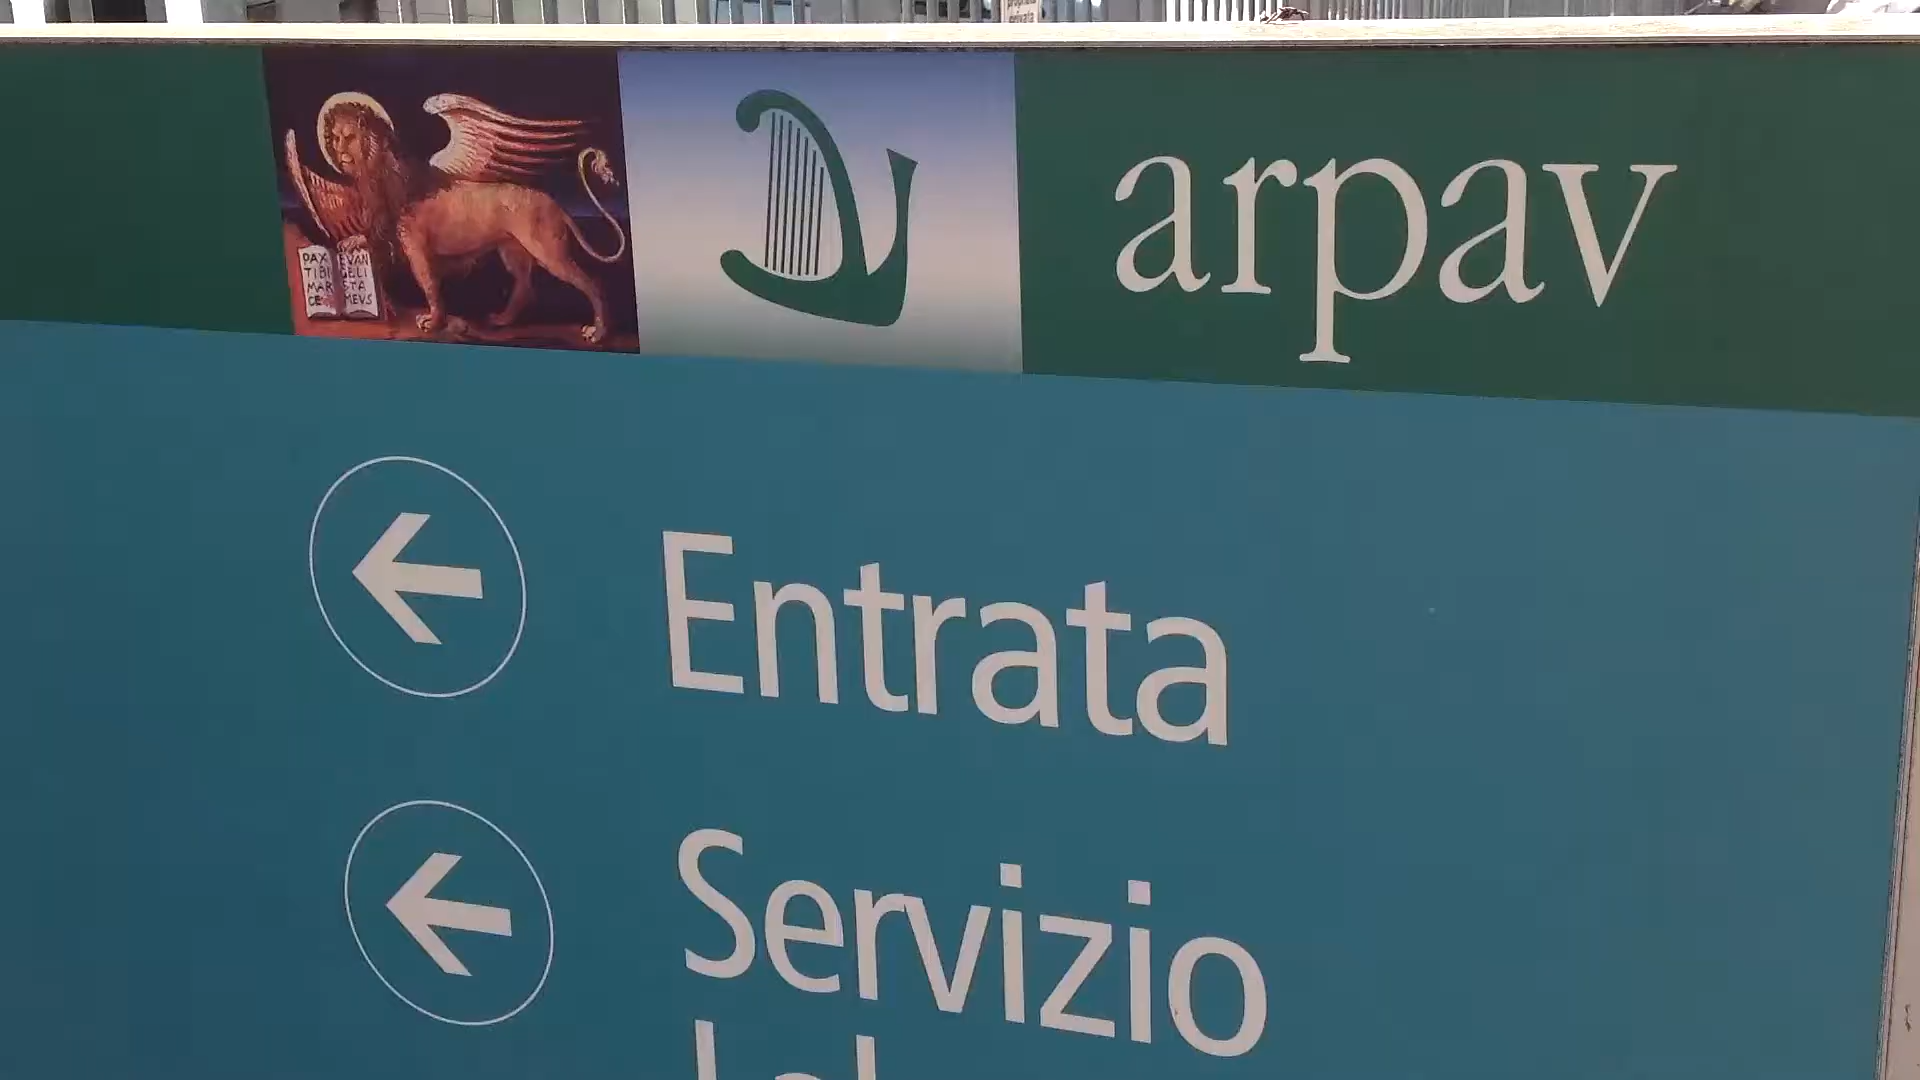 arpav
PAX EVAN
TIBI GELI
MAR STA
CE MEVS
Entrata
Servizio